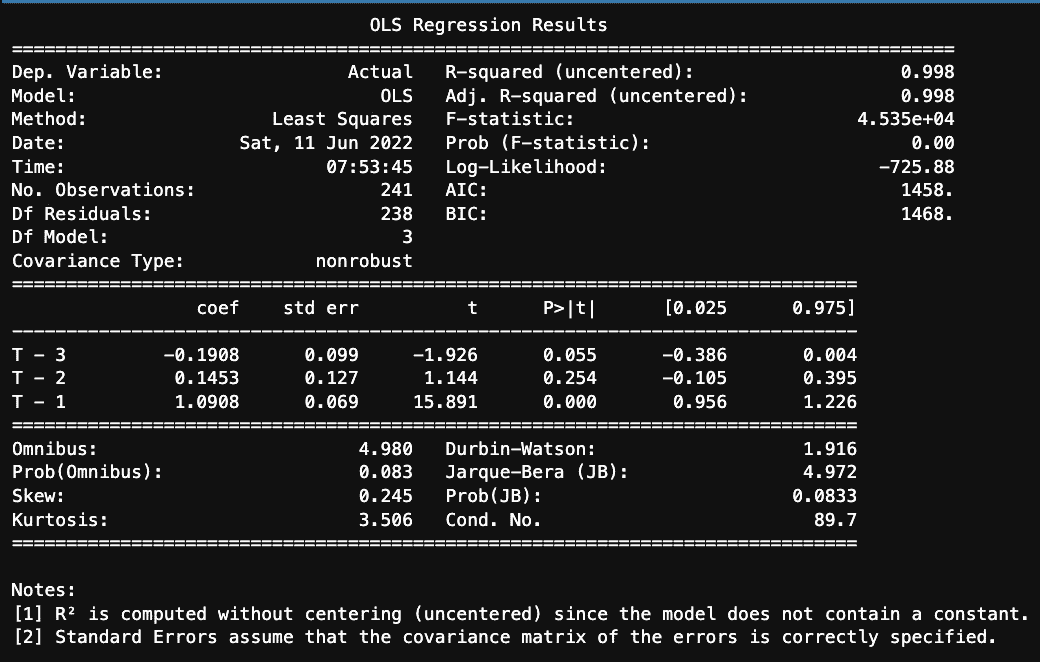 OLS Regression Results
==============================================================================
Dep. Variable: Actual R-squared (uncentered): 0.998
Model: OLS Adj. R-squared (uncentered): 0.998
Method: Least Squares F-statistic: 4.535e+04
Date: Sat, 11 Jun 2022 Prob (F-statistic): 0.00
Time: 07:53:45 Log-Likelihood: -725.88
No. Observations: 241 AIC: 1458.
Df Residuals: 238 BIC: 1468.
Df Model: 3
Covariance Type: nonrobust
==============================================================================
coef std err t P>|t| [0.025 0.975]
------------------------------------------------------------------------------
T - 3 -0.1908 0.099 -1.926 0.055 -0.386 0.004
T - 2 0.1453 0.127 1.144 0.254 -0.105 0.395
T - 1 1.0908 0.069 15.891 0.000 0.956 1.226
==============================================================================
Omnibus: 4.980 Durbin-Watson: 1.916
Prob(Omnibus): 0.083 Jarque-Bera (JB): 4.972
Skew: 0.245 Prob(JB): 0.0833
Kurtosis: 3.506 Cond. No. 89.7
==============================================================================
Notes:
[1] R² is computed without centering (uncentered) since the model does not contain a constant.
[2] Standard Errors assume that the covariance matrix of the errors is correctly specified.